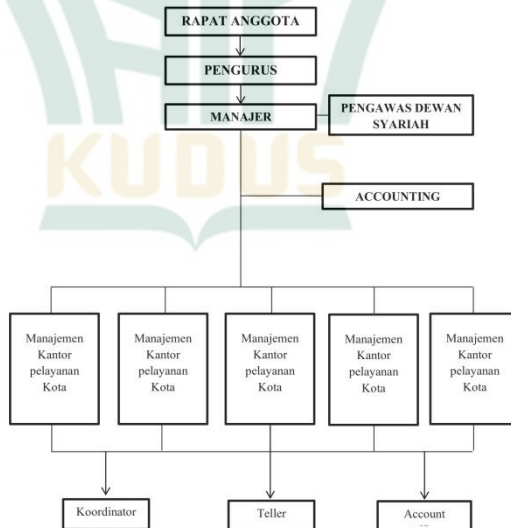 RAPAT ANGGOTA
PENGURUS
MANAJER
PENGAWAS DEWAN
SYARIAH
KUDUS
ACCOUNTING
Manajemen
Kantor
pelayanan
Kota
Manajemen
Kantor
pelayanan
Kota
Manajemen
Kantor
pelayanan
Kota
Manajemen
Kantor
pelayanan
Kota
Manajemen
Kantor
pelayanan
Kota
Koordinator
Teller
Account